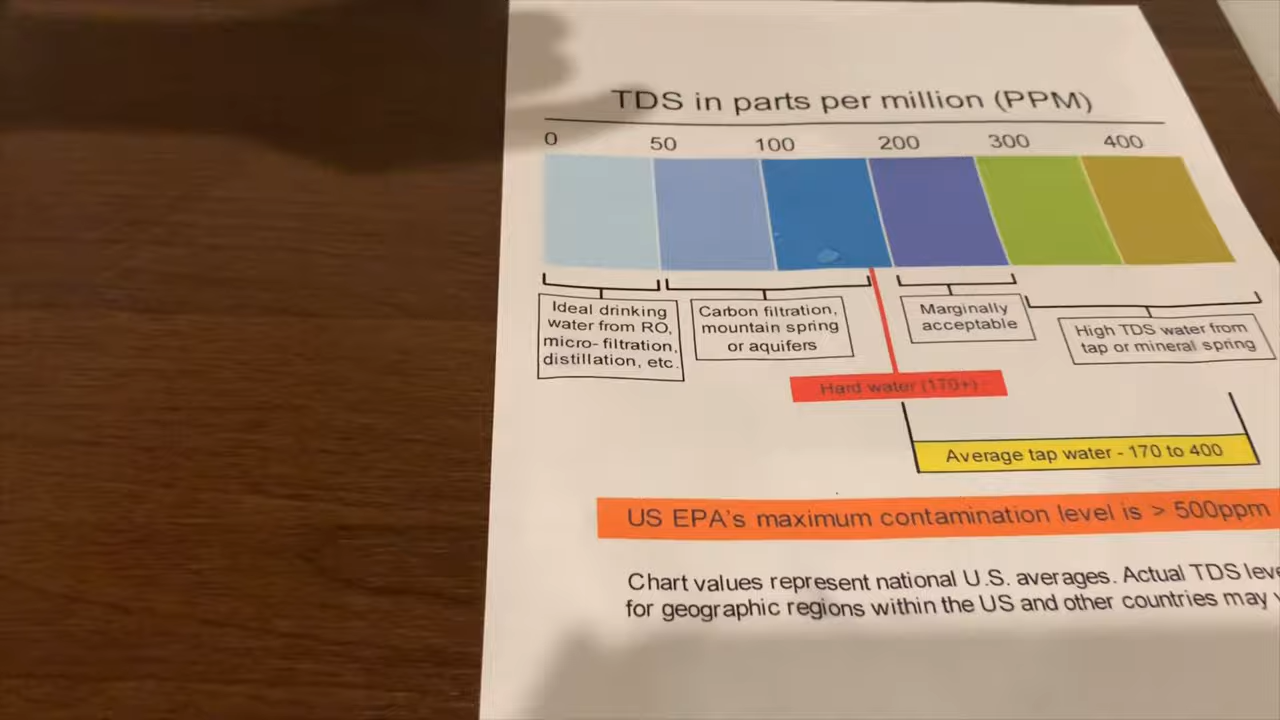 TDS in parts per million (PPM)
0 50 100 200 300 400
Ideal drinking
water from RO,
micro- filtration,
distillation, etc.
Carbon filtration,
mountain spring
or aquifers
Marginally
acceptable
High TDS water from
tap or mineral spring
Hard water (170+)
Average tap water - 170 to 400
US EPA's maximum contamination level is > 500ppm
Chart values represent national U.S. averages. Actual TDS
for geographic regions within the US and other countries may